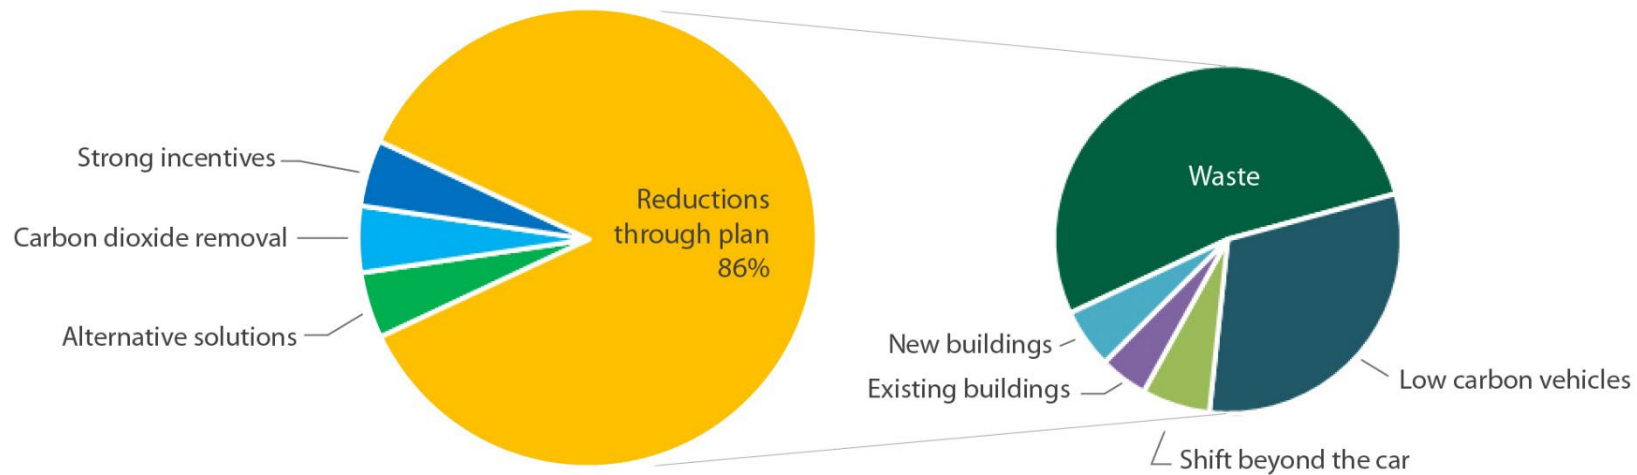 Strong incentives
Carbon dioxide removal
Alternative solutions
Reductions
through plan
86%
Waste
New buildings
Existing buildings
Low carbon vehicles
Shift beyond the car